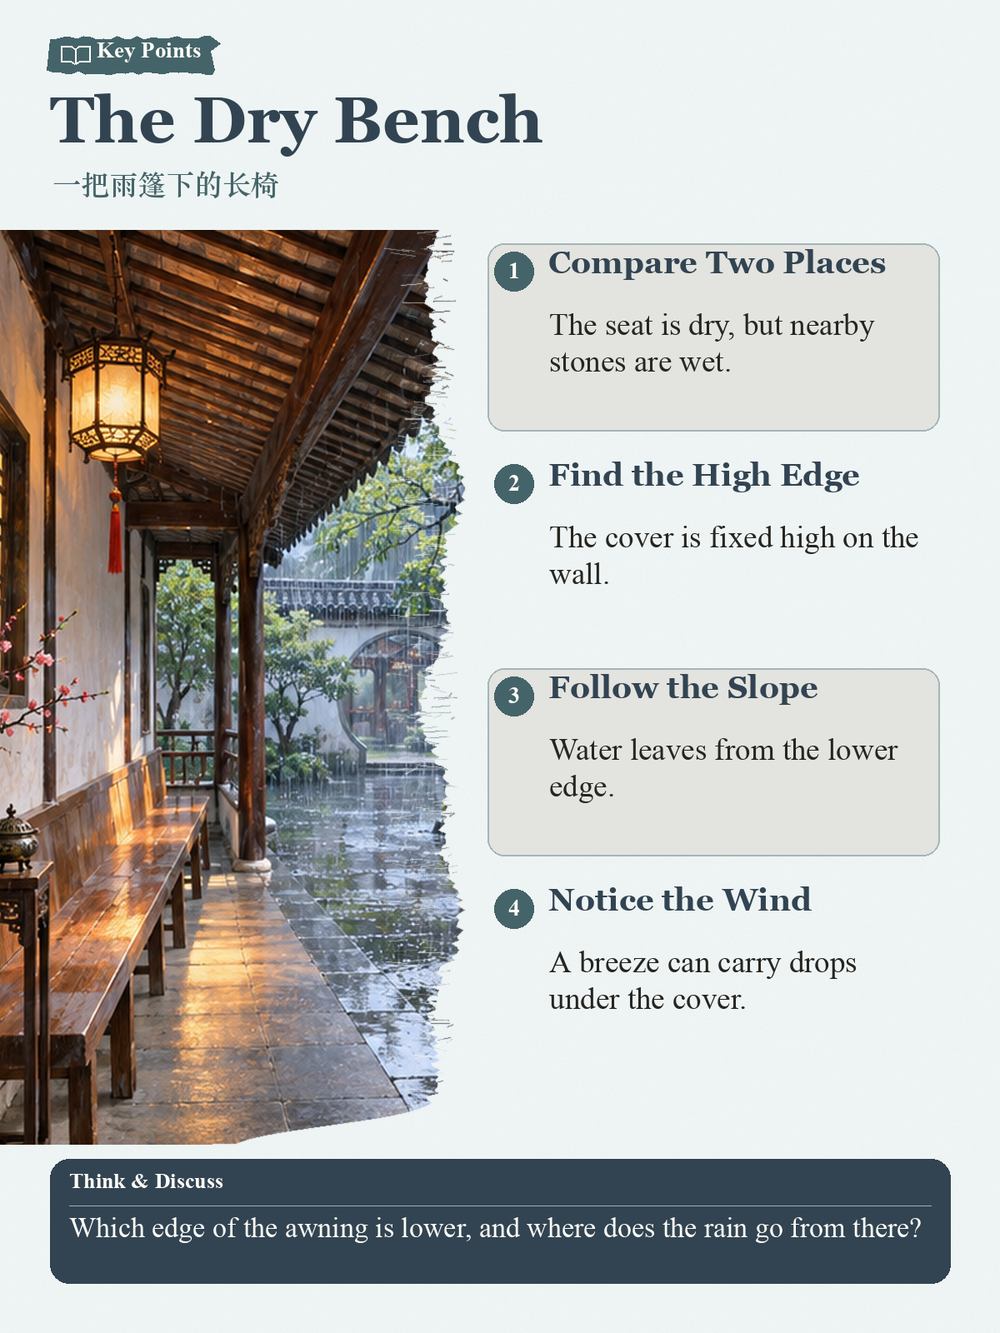 Key Points
The Dry Bench
一把雨篷下的长椅
1 Compare Two Places
The seat is dry, but nearby
stones are wet.
2 Find the High Edge
The cover is fixed high on the
wall.
3 Follow the Slope
Water leaves from the lower
edge.
4 Notice the Wind
A breeze can carry drops
under the cover.
Think & Discuss
Which edge of the awning is lower, and where does the rain go from there?